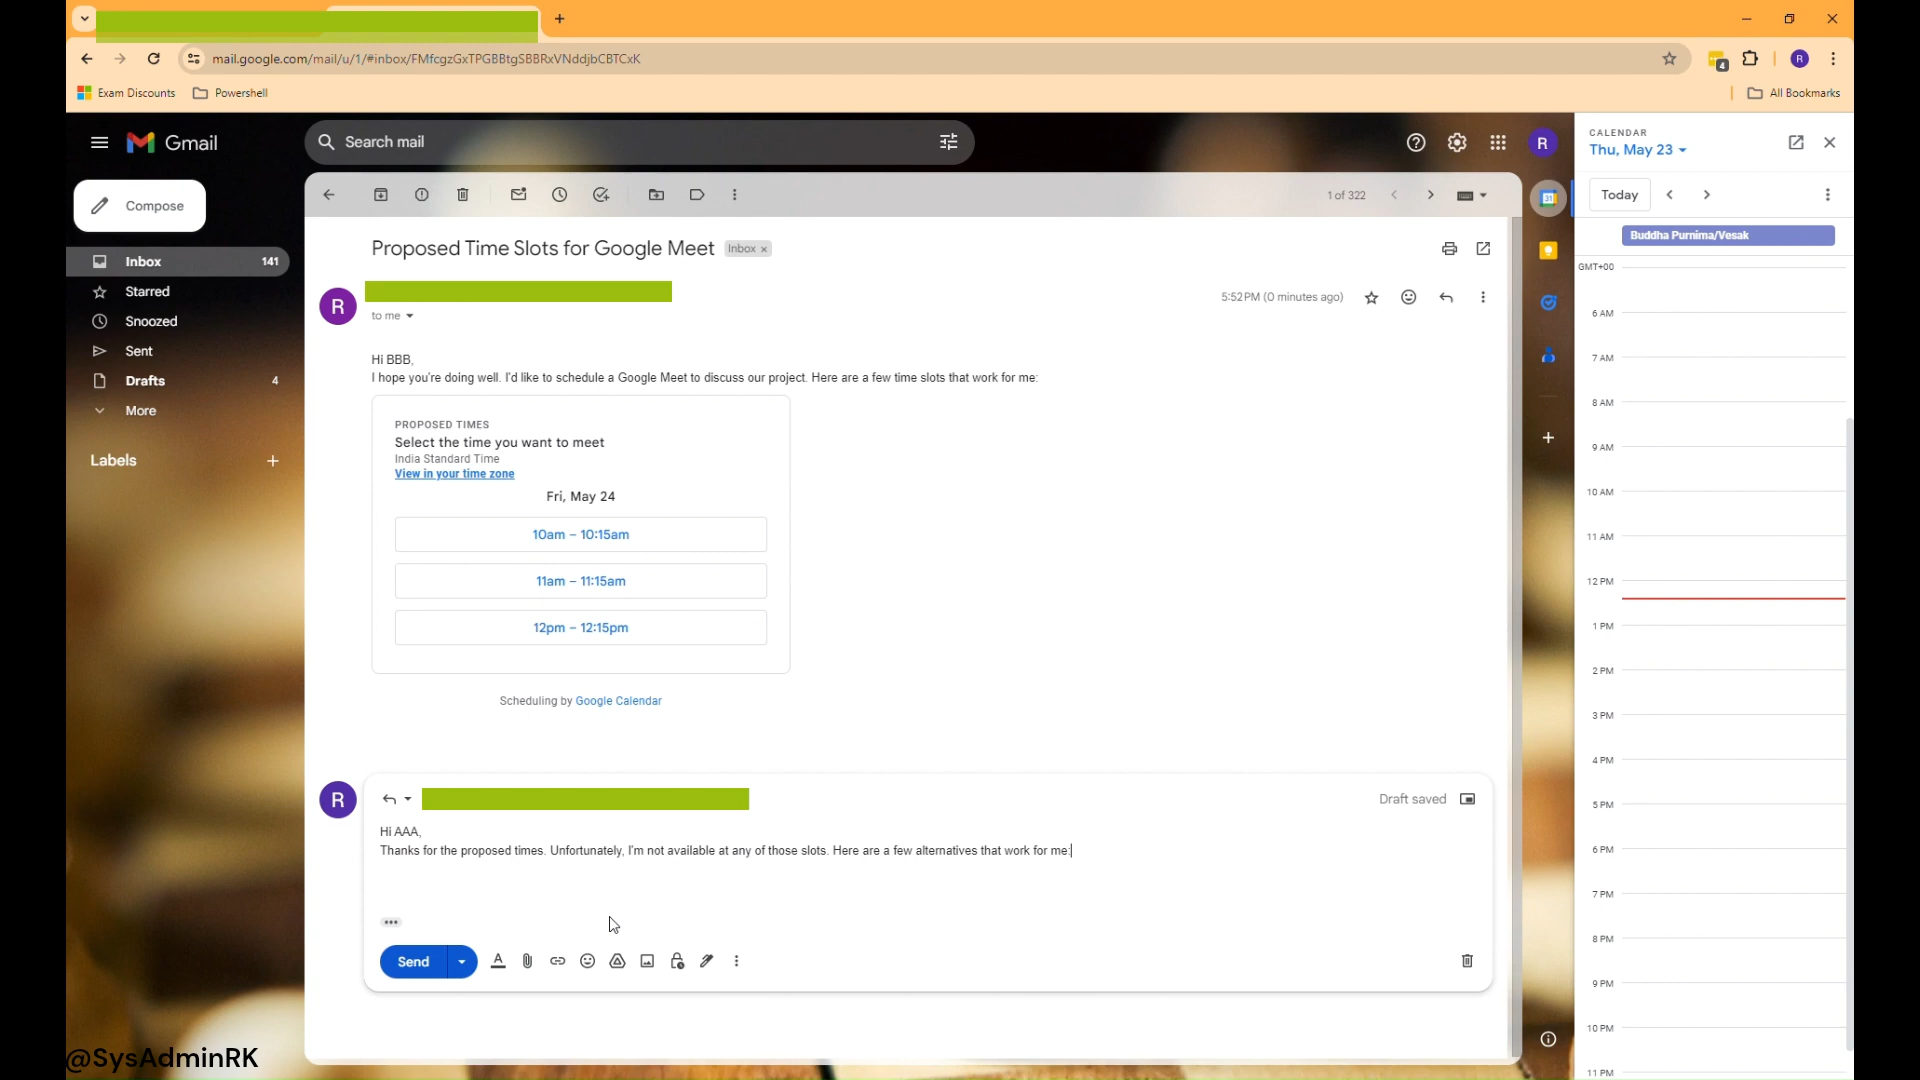 mail.google.com/mail/u/1/#inbox/FMfcgzGxTPGBBtgSBBRxVNddjbCBTCxK
4
R
Exam Discounts
Powershell
All Bookmarks
Gmail
Search mail
R
CALENDAR
Thu, May 23
Compose
1 of 322
Today
31
Inbox 141
Starred
Snoozed
Sent
Drafts 4
More
Labels
Proposed Time Slots for Google Meet Inbox x
R
to me
5:52 PM (0 minutes ago)
Hi BBB,
I hope you're doing well. I'd like to schedule a Google Meet to discuss our project. Here are a few time slots that work for me:
PROPOSED TIMES
Select the time you want to meet
India Standard Time
View in your time zone
Fri, May 24
10am – 10:15am
11am – 11:15am
12pm – 12:15pm
Scheduling by Google Calendar
R
Draft saved
Hi AAA,
Thanks for the proposed times. Unfortunately, I'm not available at any of those slots. Here are a few alternatives that work for me:
Send
Buddha Purnima/Vesak
GMT+00
6 AM
7 AM
8 AM
9 AM
10 AM
11 AM
12 PM
1 PM
2 PM
3 PM
4 PM
5 PM
6 PM
7 PM
8 PM
9 PM
10 PM
11 PM
@SysAdminRK